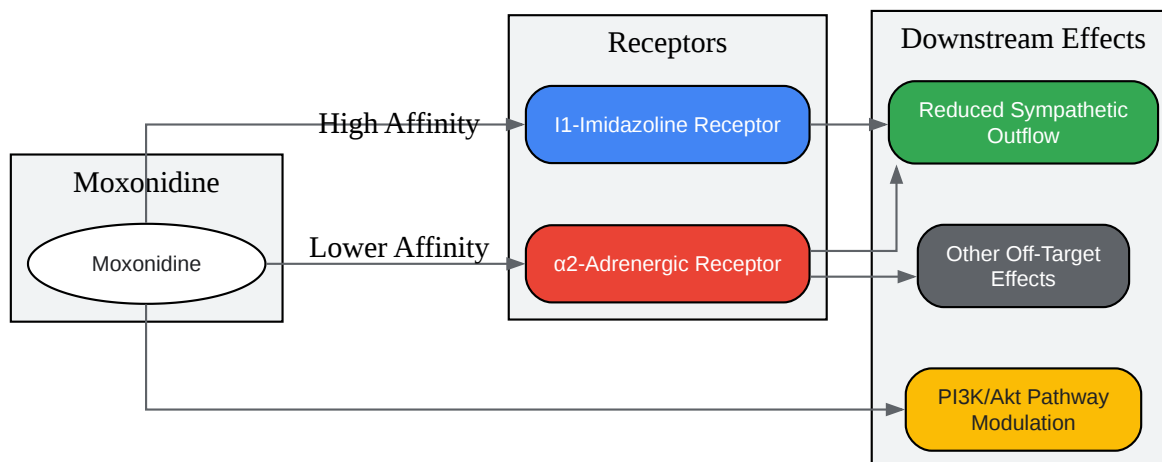 Receptors
Downstream Effects
High Affinity
I1-Imidazoline Receptor
Reduced Sympathetic
Outflow
Moxonidine
Moxonidine
Lower Affinity
α2-Adrenergic Receptor
Other Off-Target
Effects
PI3K/Akt Pathway
Modulation